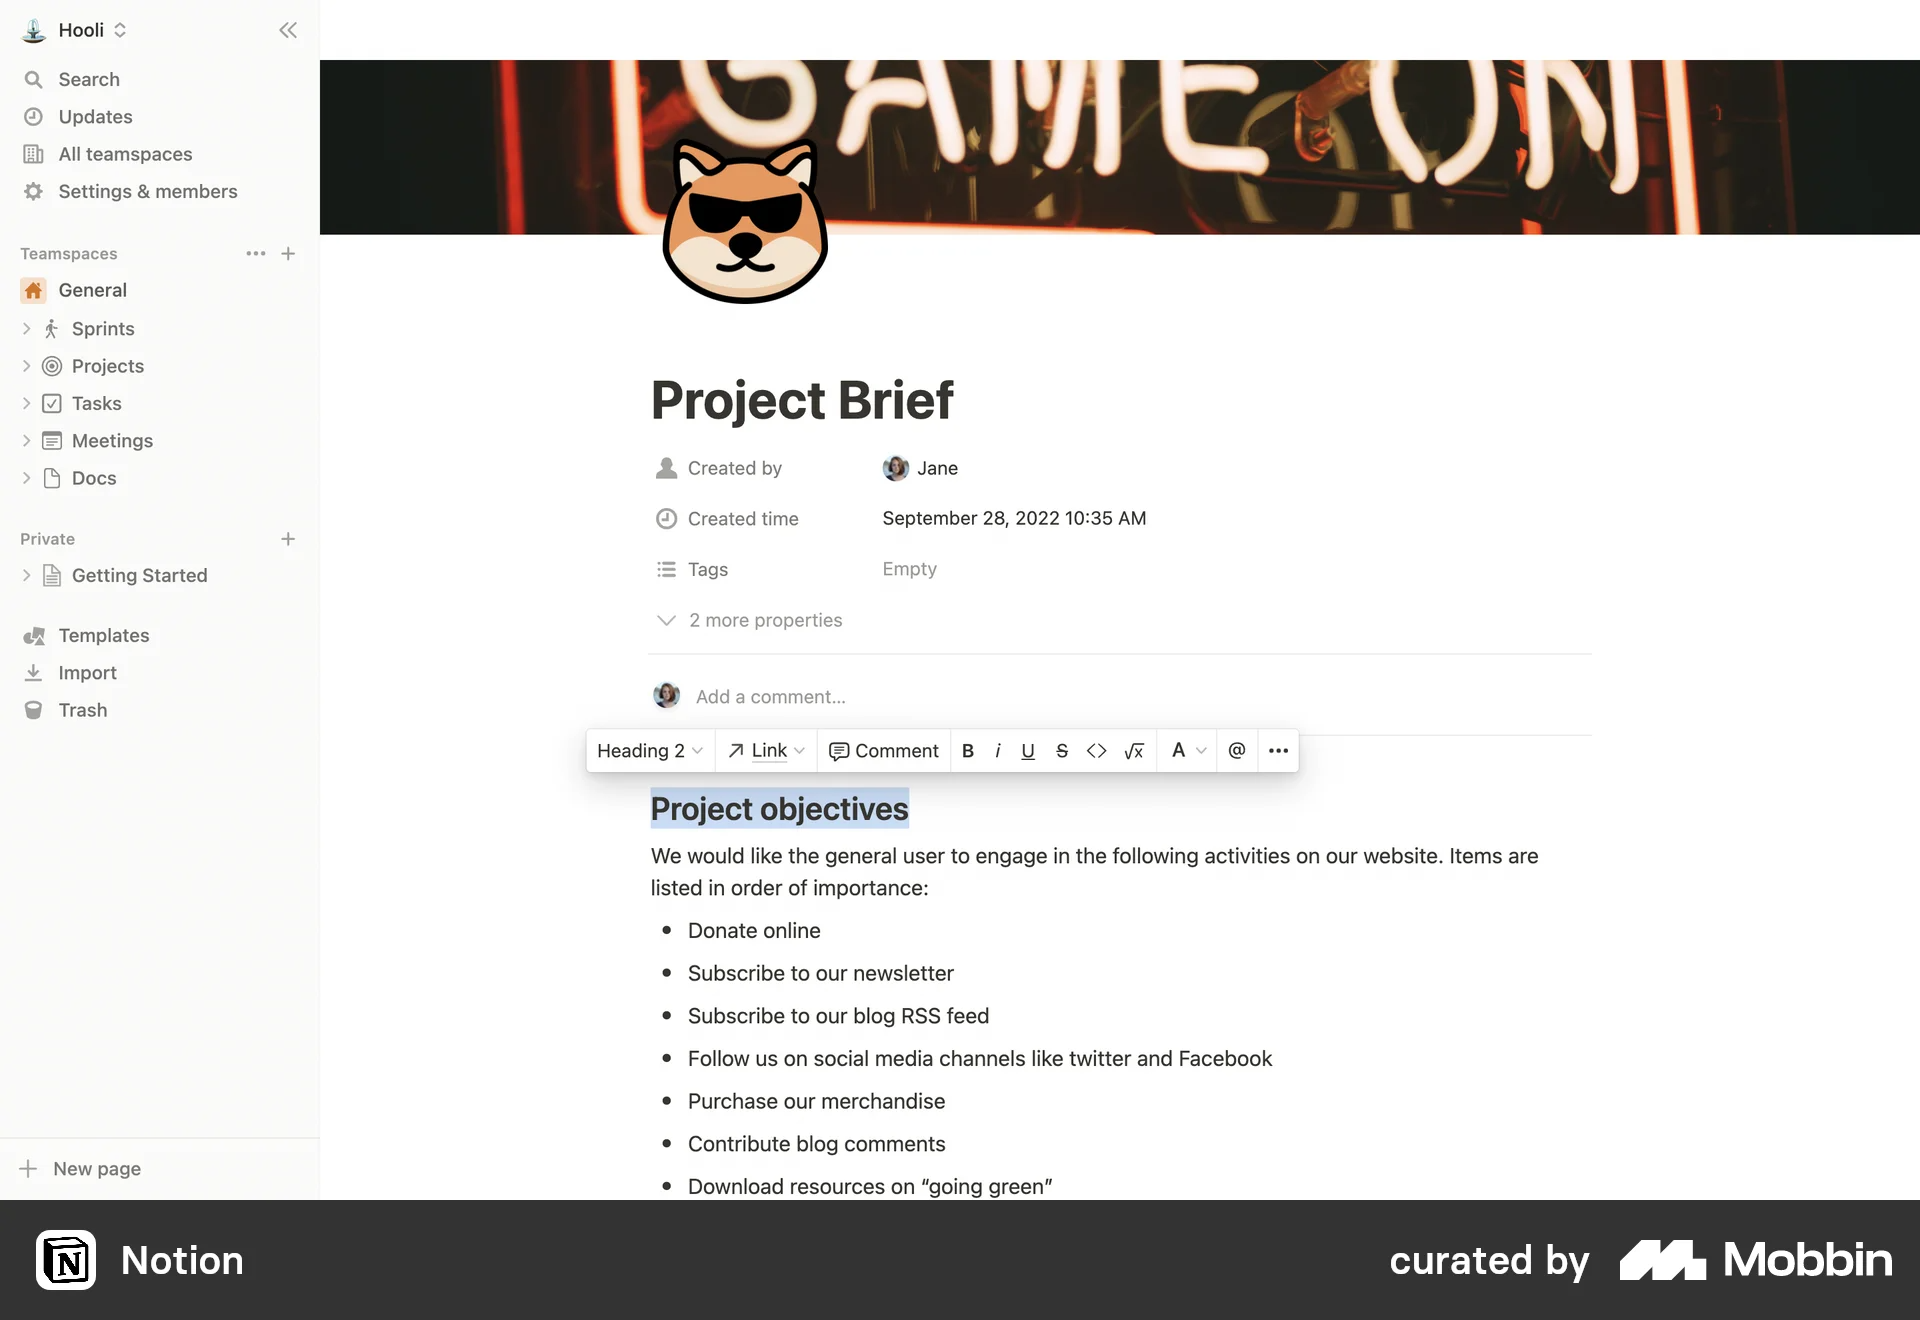 Hooli
Search
Updates
All teamspaces
Settings & members
Teamspaces
General
Sprints
Projects
Tasks
Meetings
Docs
Private
Getting Started
Templates
Import
Trash
New page
GAME ON
Project Brief
Created by Jane
Created time September 28, 2022 10:35 AM
Tags Empty
2 more properties
Add a comment...
Heading 2 Link Comment B i U S <> √x A @ •••
Project objectives
We would like the general user to engage in the following activities on our website. Items are
listed in order of importance:
• Donate online
• Subscribe to our newsletter
• Subscribe to our blog RSS feed
• Follow us on social media channels like twitter and Facebook
• Purchase our merchandise
• Contribute blog comments
• Download resources on “going green”
N Notion
curated by Mobbin